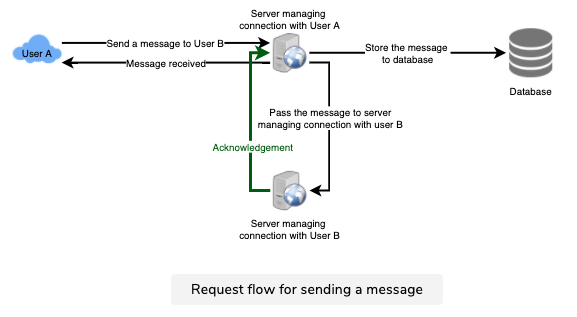 Server managing
connection with User A
User A
Send a message to User B
Message received
Store the message
to database
Database
Pass the message to server
managing connection with user B
Acknowledgement
Server managing
connection with User B
Request flow for sending a message